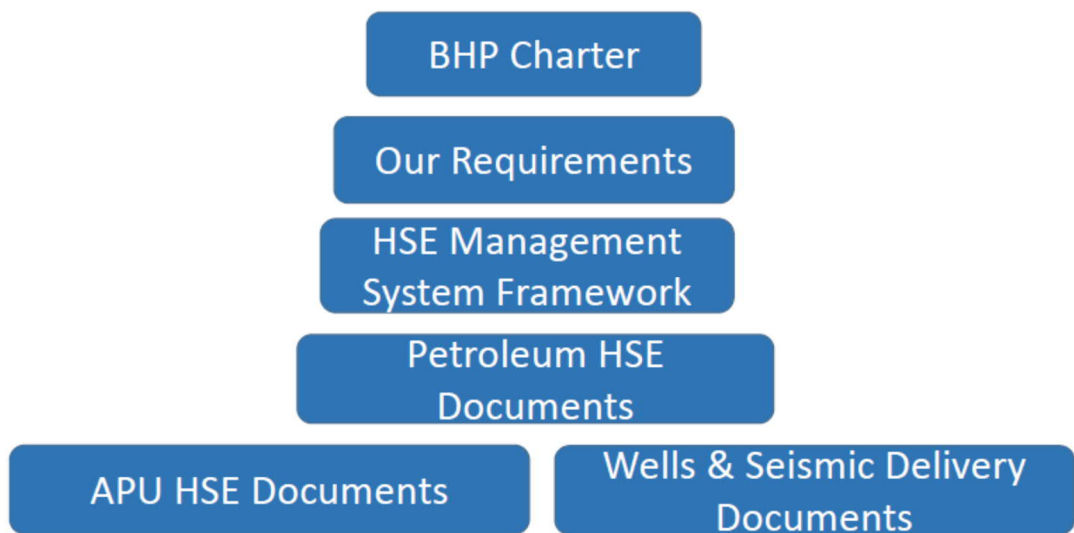 BHP Charter
Our Requirements
HSE Management
System Framework
Petroleum HSE
Documents
APU HSE Documents
Wells & Seismic Delivery
Documents